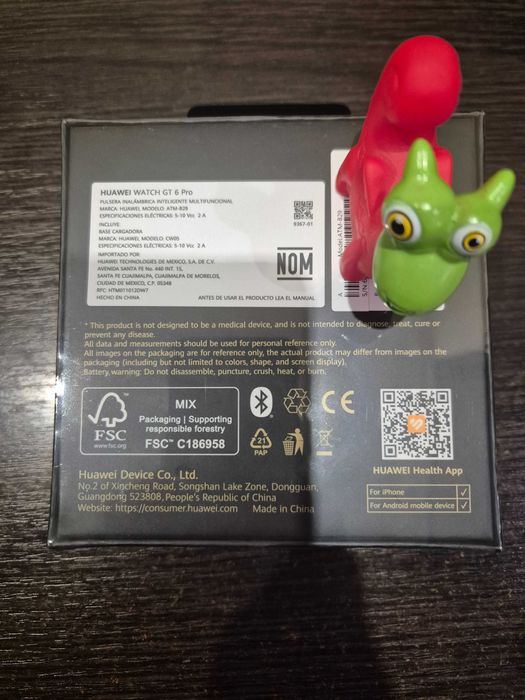 HUAWEI WATCH GT 6 Pro
PULSERA INALÁMBRICA INTELIGENTE MULTIFUNCIONAL
MARCA: HUAWEI, MODELO: ATM-B29
ESPECIFICACIONES ELÉCTRICAS: 5-10 Vcc 2 A
INCLUYE:
BASE CARGADORA
MARCA: HUAWEI, MODELO: CW05
ESPECIFICACIONES ELÉCTRICAS: 5-10 Vcc 2 A
IMPORTADO POR:
HUAWEI TECHNOLOGIES DE MEXICO, S.A. DE C.V.
AVENIDA SANTA FE No. 440 INT. 15,
SANTA FE CUAJIMALPA, CUAJIMALPA DE MORELOS,
CIUDAD DE MEXICO, C.P. 05348
RFC: HTM011012DW7
HECHO EN CHINA
9367-01
NOM
ANTES DE USAR EL PRODUCTO LEA EL MANUAL
Model:ATM-B29
S/N:
* This product is not designed to be a medical device, and is not intended to diagnose, treat, cure or
prevent any disease.
All data and measurements should be used for personal reference only.
All images on the packaging are for reference only, the actual product may differ from images on the
packaging (including but not limited to colors, shape, and screen display).
Battery warning: Do not disassemble, puncture, crush, heat, or burn.
FSC
www.fsc.org
MIX
Packaging | Supporting
responsible forestry
FSC™ C186958
CE
21
PAP
HUAWEI Health App
For iPhone ✓
For Android mobile device ✓
Huawei Device Co., Ltd.
No.2 of Xincheng Road, Songshan Lake Zone, Dongguan,
Guangdong 523808, People's Republic of China
Website: https://consumer.huawei.com Made in China